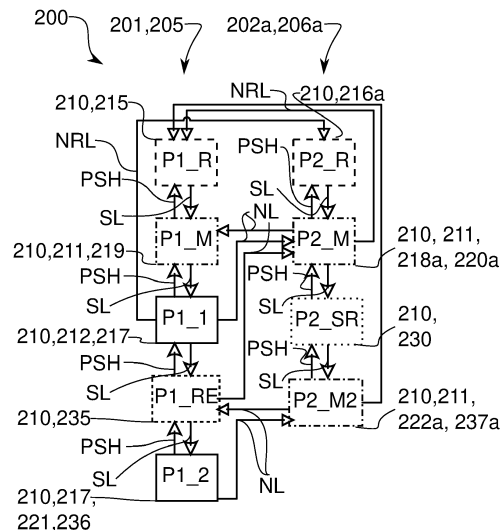 200
201,205
202a,206a
NRL
210,216a
210,215
NRL
P1_R
P2_R
PSH
PSH
SL
SL
NL
P1_M
P2_M
210,211,219
210, 211,
218a, 220a
PSH
PSH
SL
SL
P1_1
P2_SR
210,
230
210,212,217
PSH
PSH
SL
SL
P1_RE
P2_M2
210,235
210,211,
222a, 237a
PSH
SL
P1_2
NL
210,217,
221,236